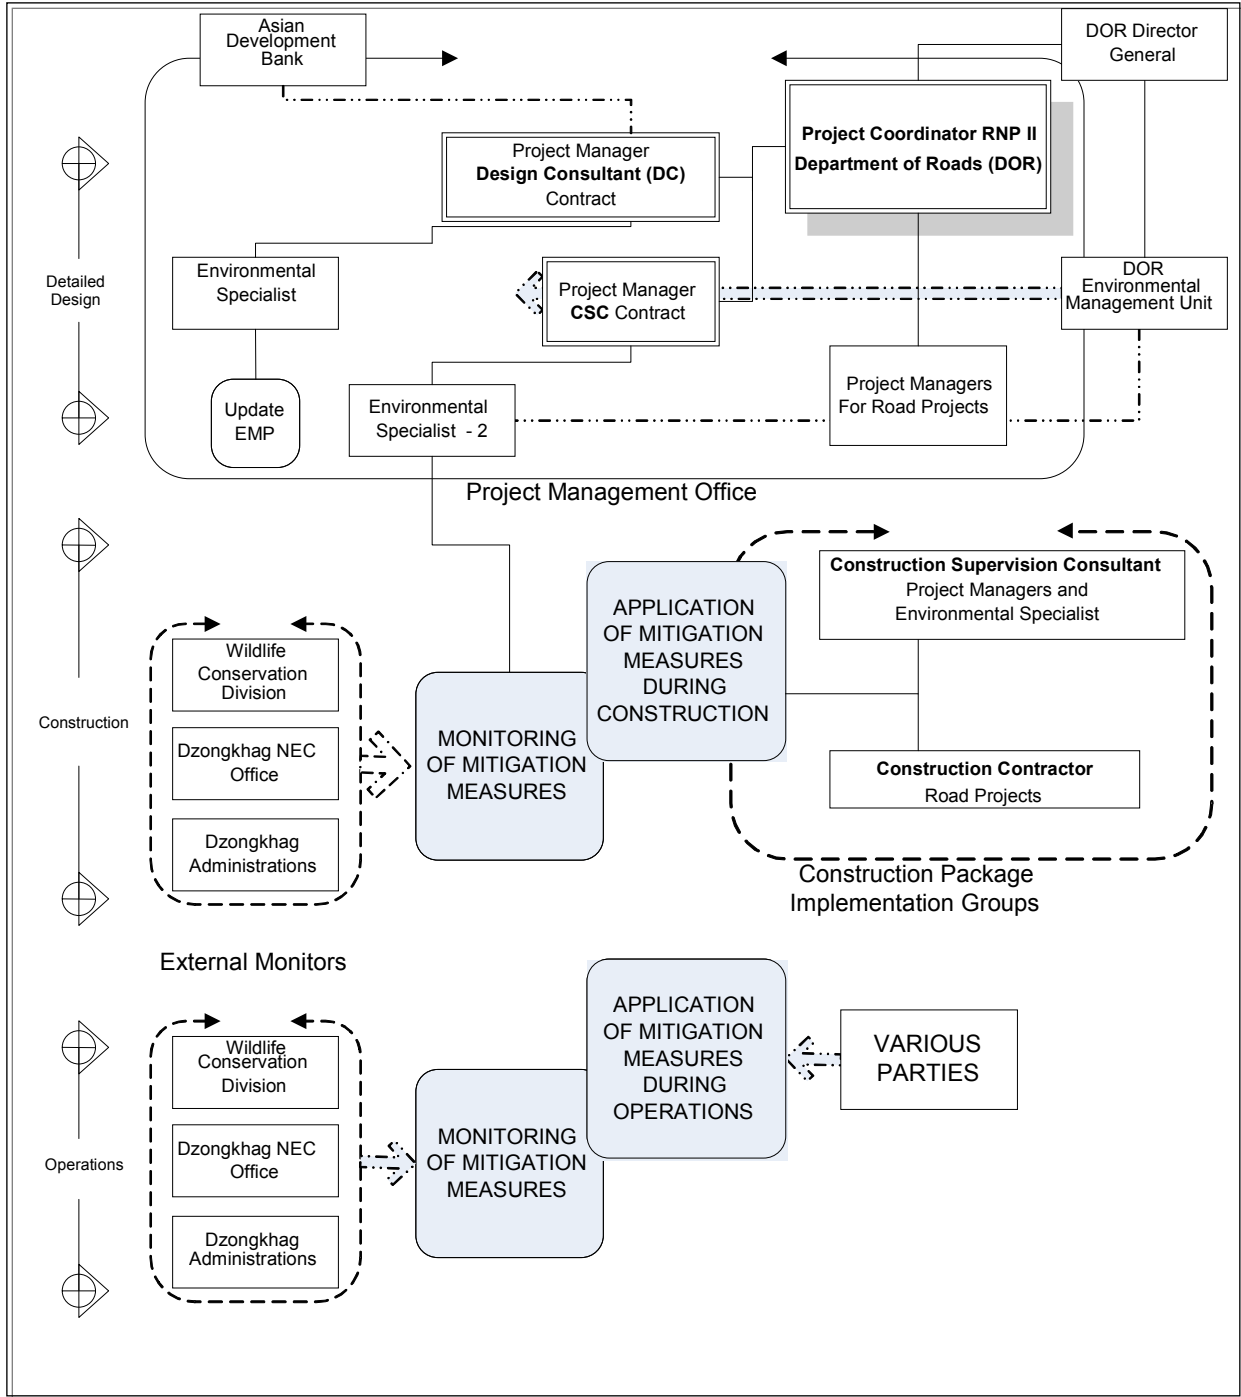 Asian
Development
Bank
DOR Director
General
Project Coordinator RNP II
Department of Roads (DOR)
Project Manager
Design Consultant (DC)
Contract
Detailed
Design
Environmental
Specialist
Project Manager
CSC Contract
DOR
Environmental
Management Unit
Update
EMP
Environmental
Specialist - 2
Project Managers
For Road Projects
Project Management Office
Construction
Wildlife
Conservation
Division
Dzongkhag NEC
Office
Dzongkhag
Administrations
External Monitors
MONITORING
OF MITIGATION
MEASURES
APPLICATION
OF MITIGATION
MEASURES
DURING
CONSTRUCTION
Construction Supervision Consultant
Project Managers and
Environmental Specialist
Construction Contractor
Road Projects
Construction Package
Implementation Groups
Operations
Wildlife
Conservation
Division
Dzongkhag NEC
Office
Dzongkhag
Administrations
MONITORING
OF MITIGATION
MEASURES
APPLICATION
OF MITIGATION
MEASURES
DURING
OPERATIONS
VARIOUS
PARTIES